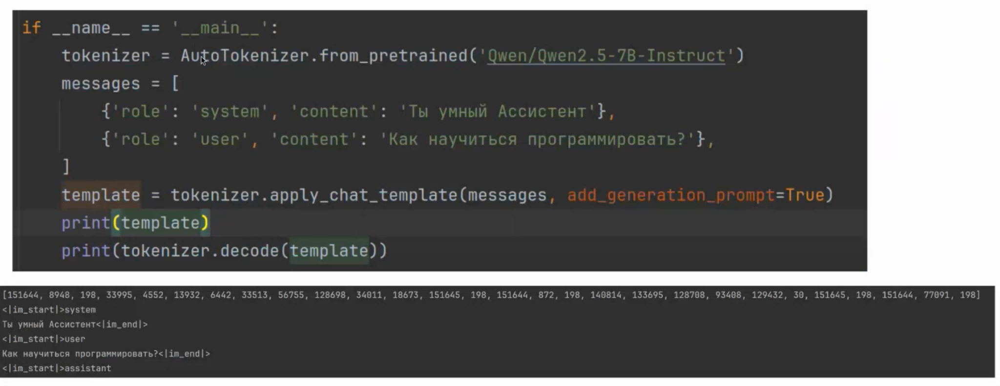 if __name__ == '__main__':
tokenizer = AutoTokenizer.from_pretrained('Qwen/Qwen2.5-7B-Instruct')
messages = [
{'role': 'system', 'content': 'Ты умный Ассистент'},
{'role': 'user', 'content': 'Как научиться программировать?'},
]
template = tokenizer.apply_chat_template(messages, add_generation_prompt=True)
print(template)
print(tokenizer.decode(template))
[151644, 8948, 198, 33995, 4552, 13932, 6442, 33513, 56755, 128698, 34011, 18673, 151645, 198, 151644, 872, 198, 140814, 133695, 128708, 93408, 129432, 30, 151645, 198, 151644, 77091, 198]
<|im_start|>system
Ты умный Ассистент<|im_end|>
<|im_start|>user
Как научиться программировать?<|im_end|>
<|im_start|>assistant